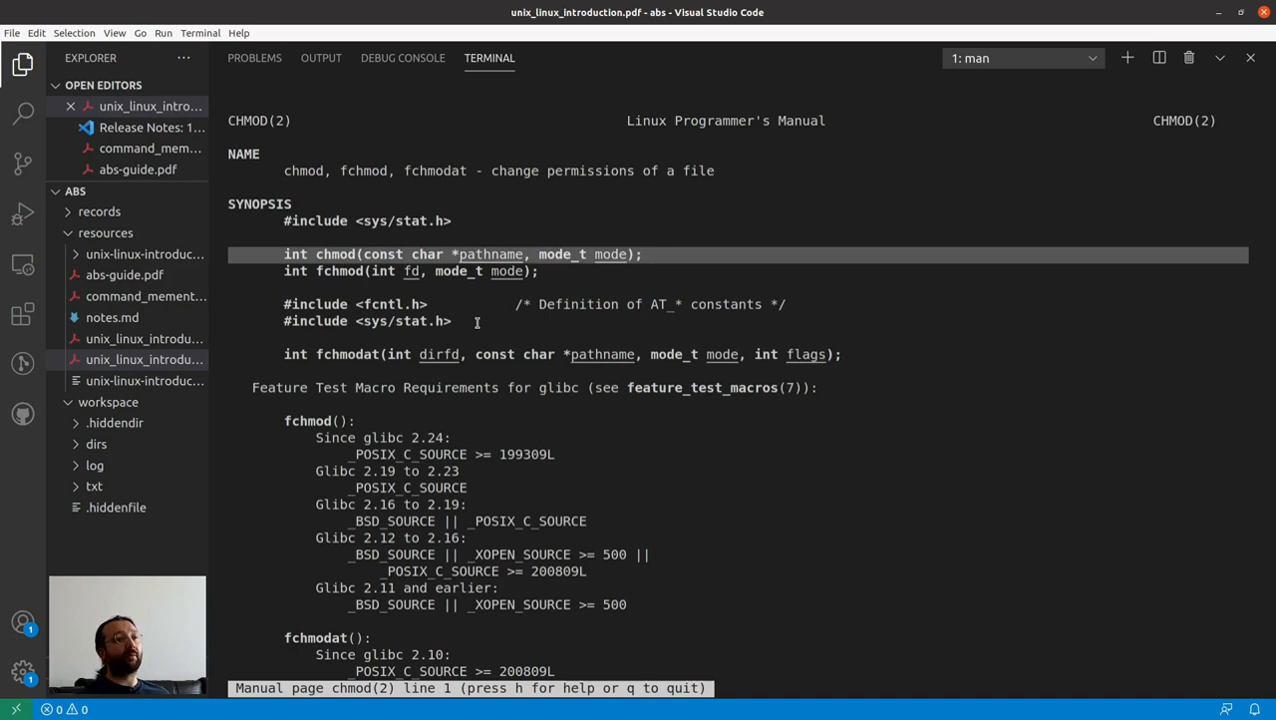 unix_linux_introduction.pdf - abs - Visual Studio Code
File Edit Selection View Go Run Terminal Help
EXPLORER
PROBLEMS OUTPUT DEBUG CONSOLE TERMINAL
1: man
OPEN EDITORS
unix_linux_intro...
Release Notes: 1...
command_mem...
abs-guide.pdf
ABS
records
resources
unix-linux-introduc...
abs-guide.pdf
command_mement...
notes.md
unix_linux_introdu...
unix_linux_introdu...
unix-linux-introduc...
workspace
.hiddendir
dirs
log
txt
.hiddenfile
CHMOD(2) Linux Programmer's Manual CHMOD(2)
NAME
chmod, fchmod, fchmodat - change permissions of a file
SYNOPSIS
#include <sys/stat.h>
int chmod(const char *pathname, mode_t mode);
int fchmod(int fd, mode_t mode);
#include <fcntl.h> /* Definition of AT_* constants */
#include <sys/stat.h>
int fchmodat(int dirfd, const char *pathname, mode_t mode, int flags);
Feature Test Macro Requirements for glibc (see feature_test_macros(7)):
fchmod():
Since glibc 2.24:
_POSIX_C_SOURCE >= 199309L
Glibc 2.19 to 2.23
_POSIX_C_SOURCE
Glibc 2.16 to 2.19:
_BSD_SOURCE || _POSIX_C_SOURCE
Glibc 2.12 to 2.16:
_BSD_SOURCE || _XOPEN_SOURCE >= 500 ||
_POSIX_C_SOURCE >= 200809L
Glibc 2.11 and earlier:
_BSD_SOURCE || _XOPEN_SOURCE >= 500
fchmodat():
Since glibc 2.10:
_POSIX_C_SOURCE >= 200809L
Manual page chmod(2) line 1 (press h for help or q to quit)
1
1
0 0